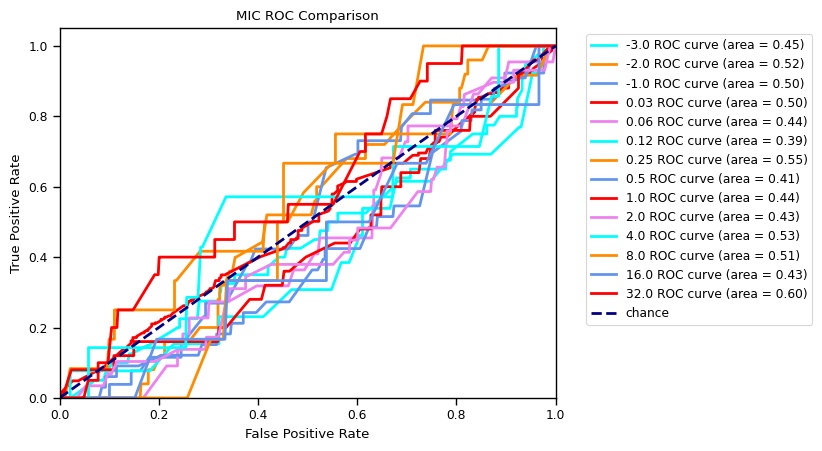 MIC ROC Comparison
True Positive Rate
1.0
0.8
0.6
0.4
0.2
0.0
0.0 0.2 0.4 0.6 0.8 1.0
False Positive Rate
-3.0 ROC curve (area = 0.45)
-2.0 ROC curve (area = 0.52)
-1.0 ROC curve (area = 0.50)
0.03 ROC curve (area = 0.50)
0.06 ROC curve (area = 0.44)
0.12 ROC curve (area = 0.39)
0.25 ROC curve (area = 0.55)
0.5 ROC curve (area = 0.41)
1.0 ROC curve (area = 0.44)
2.0 ROC curve (area = 0.43)
4.0 ROC curve (area = 0.53)
8.0 ROC curve (area = 0.51)
16.0 ROC curve (area = 0.43)
32.0 ROC curve (area = 0.60)
chance